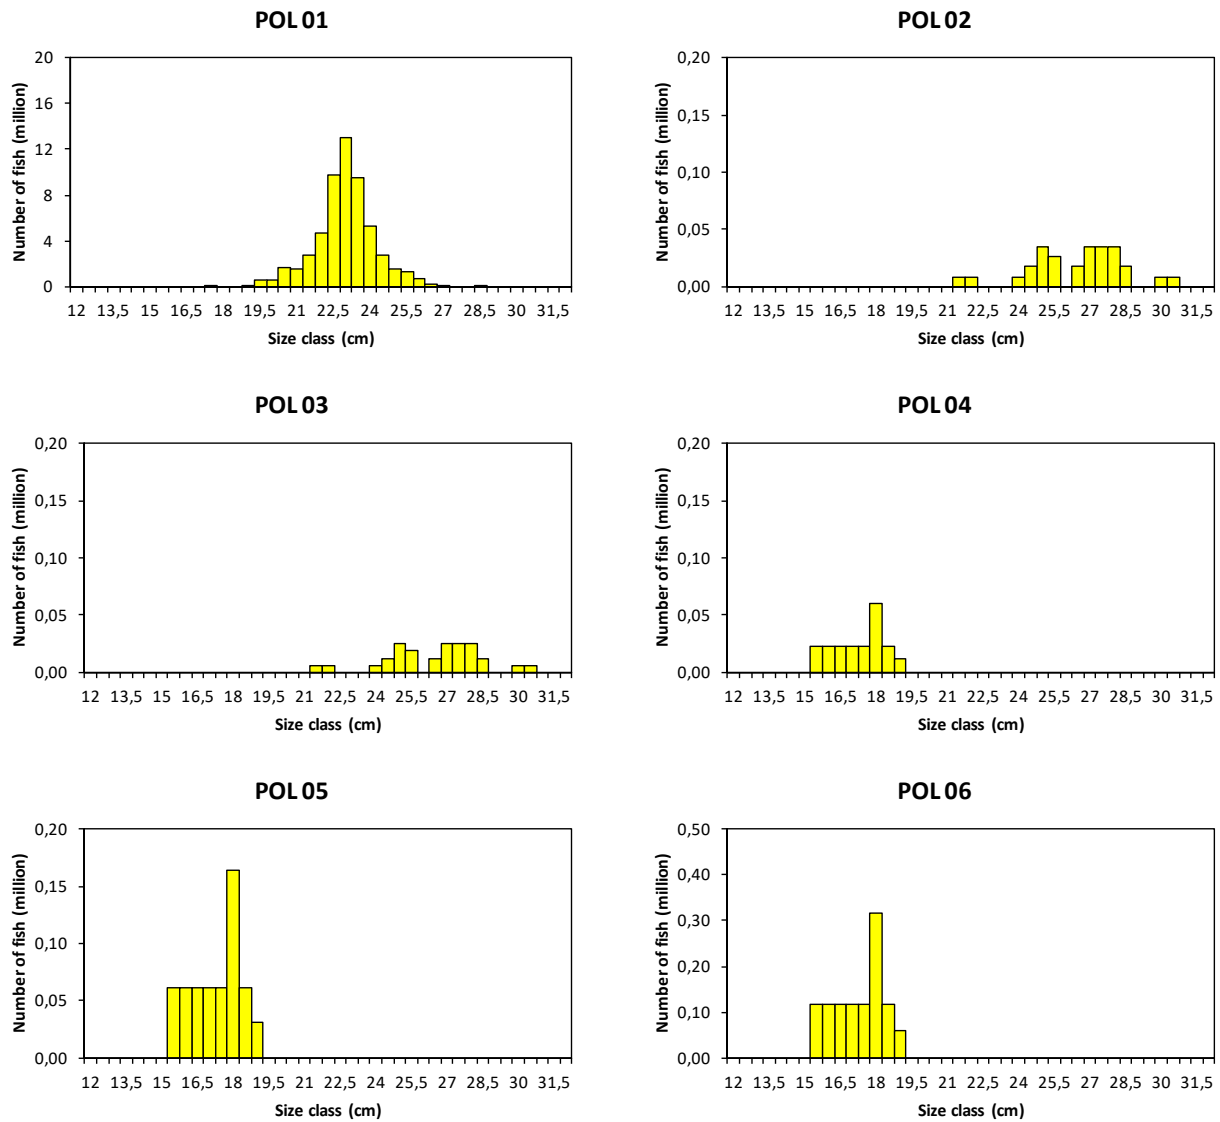 POL 01
Number of fish (million)
20
16
12
8
4
0
12 13,5 15 16,5 18 19,5 21 22,5 24 25,5 27 28,5 30 31,5
Size class (cm)
POL 02
Number of fish (million)
0,20
0,15
0,10
0,05
0,00
12 13,5 15 16,5 18 19,5 21 22,5 24 25,5 27 28,5 30 31,5
Size class (cm)
POL 03
Number of fish (million)
0,20
0,15
0,10
0,05
0,00
12 13,5 15 16,5 18 19,5 21 22,5 24 25,5 27 28,5 30 31,5
Size class (cm)
POL 04
Number of fish (million)
0,20
0,15
0,10
0,05
0,00
12 13,5 15 16,5 18 19,5 21 22,5 24 25,5 27 28,5 30 31,5
Size class (cm)
POL 05
Number of fish (million)
0,20
0,15
0,10
0,05
0,00
12 13,5 15 16,5 18 19,5 21 22,5 24 25,5 27 28,5 30 31,5
Size class (cm)
POL 06
Number of fish (million)
0,50
0,40
0,30
0,20
0,10
0,00
12 13,5 15 16,5 18 19,5 21 22,5 24 25,5 27 28,5 30 31,5
Size class (cm)